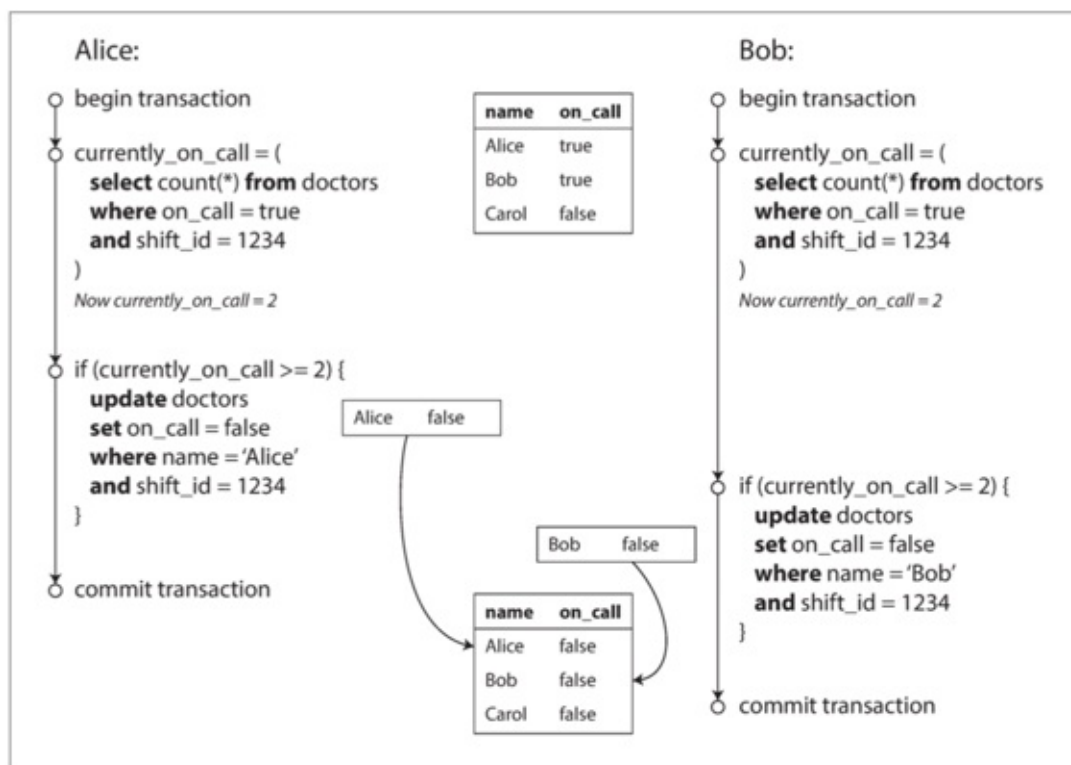 Alice:
begin transaction
currently_on_call = (
select count(*) from doctors
where on_call = true
and shift_id = 1234
)
Now currently_on_call = 2
if (currently_on_call >= 2) {
update doctors
set on_call = false
where name = ‘Alice’
and shift_id = 1234
}
commit transaction
name on_call
Alice true
Bob true
Carol false
Alice false
Bob false
name on_call
Alice false
Bob false
Carol false
Bob:
begin transaction
currently_on_call = (
select count(*) from doctors
where on_call = true
and shift_id = 1234
)
Now currently_on_call = 2
if (currently_on_call >= 2) {
update doctors
set on_call = false
where name = ‘Bob’
and shift_id = 1234
}
commit transaction